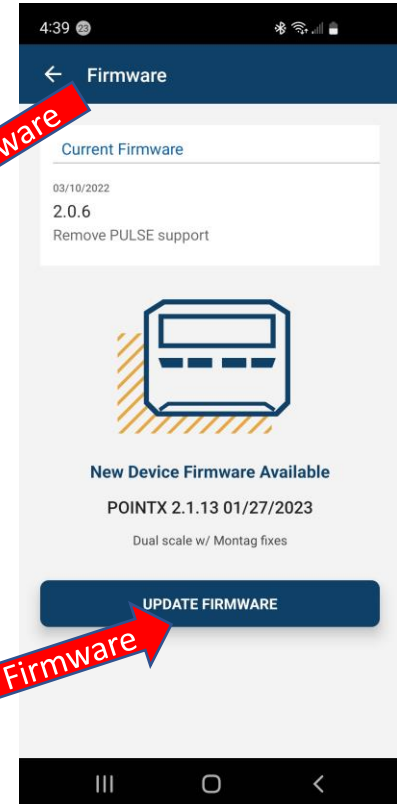 4:39 23
Firmware
Current Firmware
03/10/2022
2.0.6
Remove PULSE support
New Device Firmware Available
POINTX 2.1.13 01/27/2023
Dual scale w/ Montag fixes
UPDATE FIRMWARE
Firmware